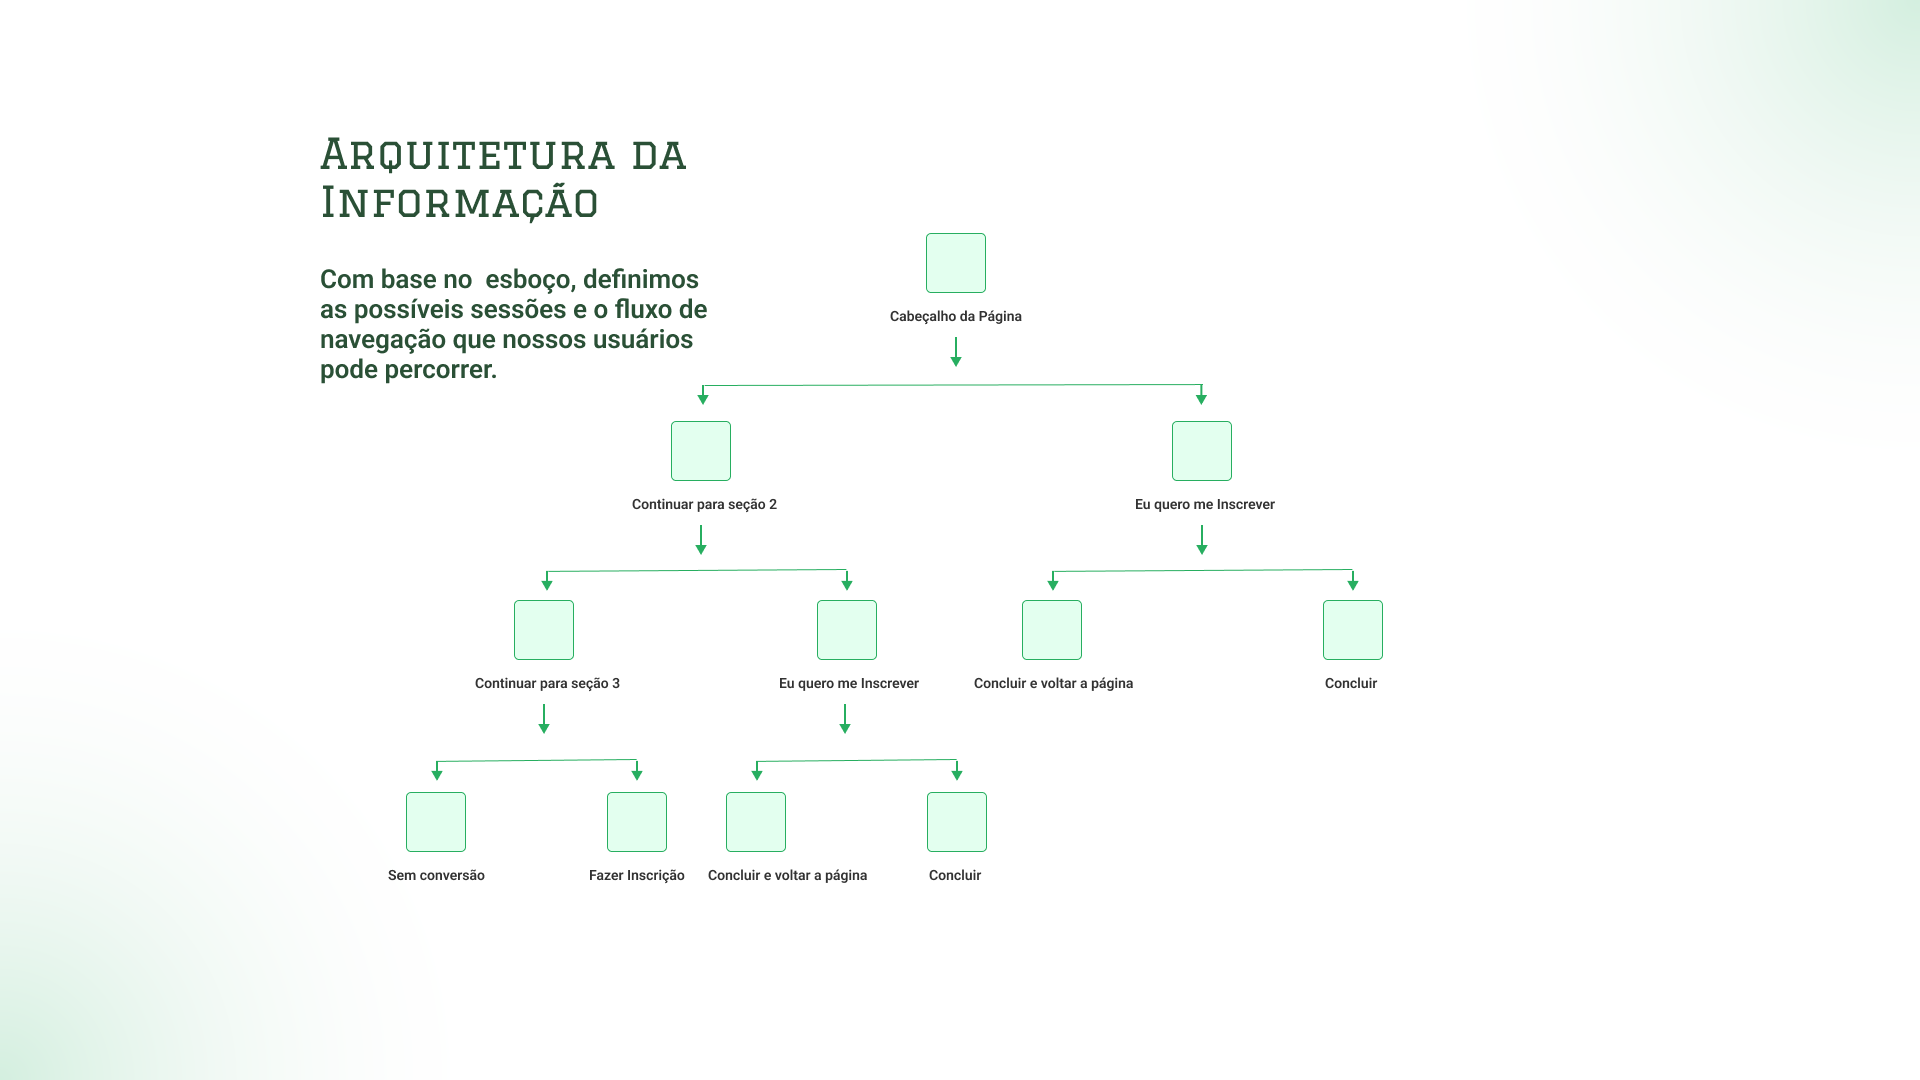 Arquitetura da
Informação
Com base no  esboço, definimos
as possíveis sessões e o fluxo de
navegação que nossos usuários
pode percorrer.
Cabeçalho da Página
Continuar para seção 2
Eu quero me Inscrever
Continuar para seção 3
Eu quero me Inscrever
Concluir e voltar a página
Concluir
Sem conversão
Fazer Inscrição
Concluir e voltar a página
Concluir